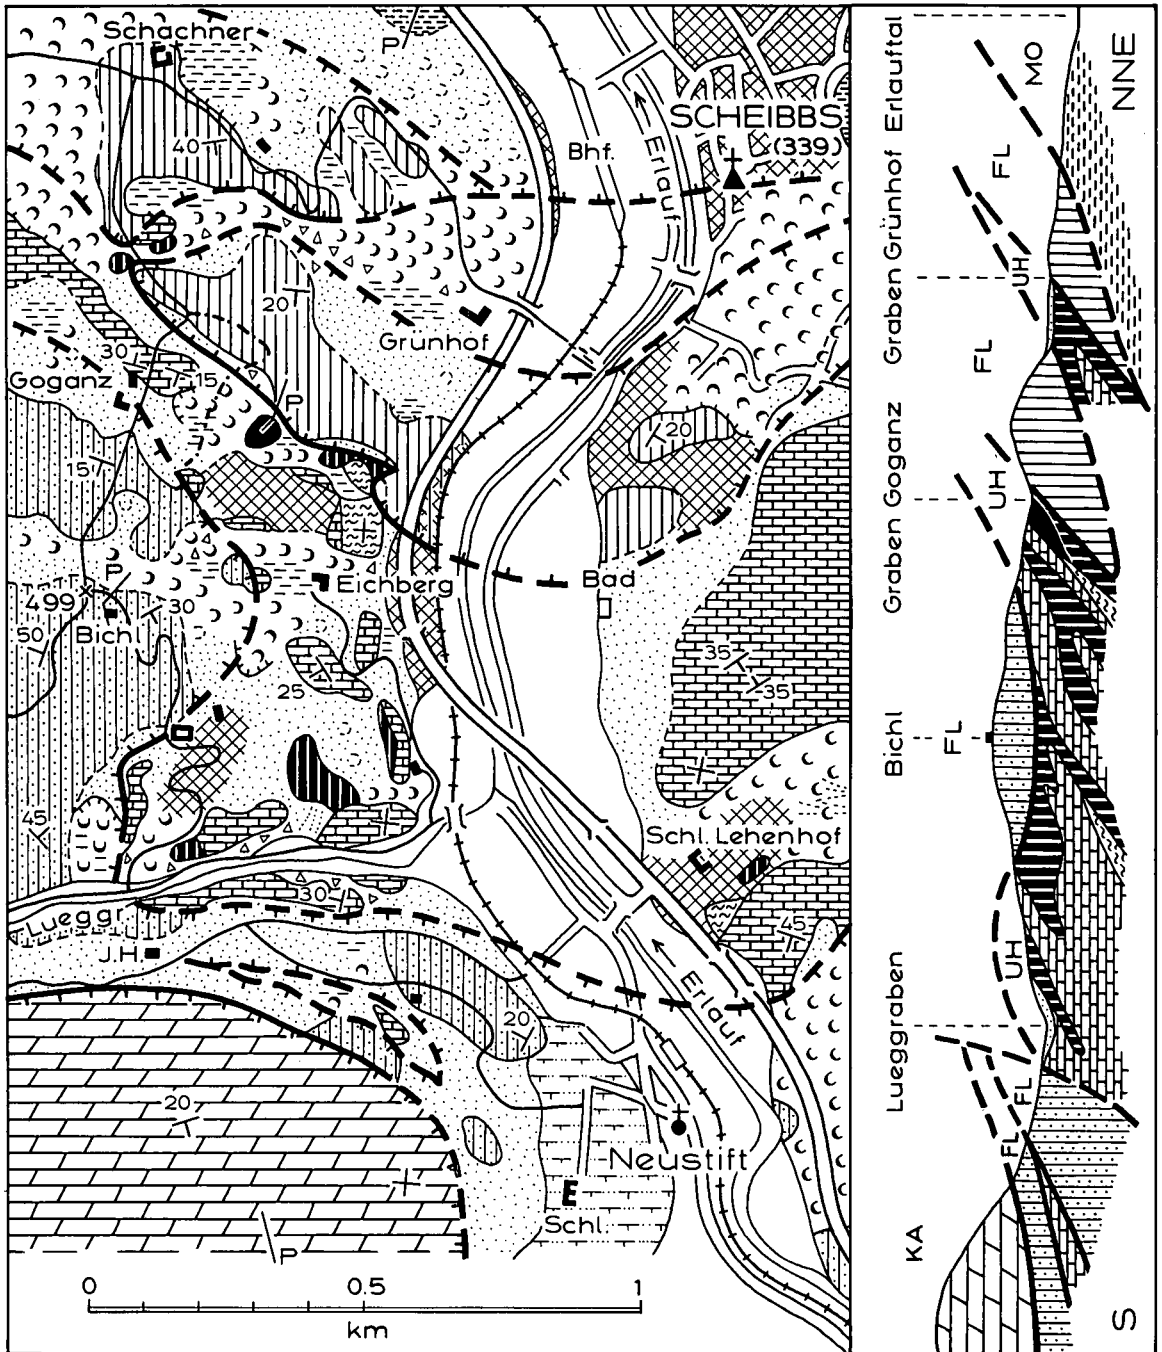 Schachner
P
SCHEIBBS
(339)
Bhf.
Erlauf
40
20
Grünhof
30
Goganz
15
P
20
15
P
Eichberg
Bad
499
30
Bichl
50
35
25
35
45
Schl. Lehenhof
30
Lueggr.
45
J.H.
Erlauf
20
20
Neustift
Schl.
P
0
0.5
1
km
NNE
MO
FL
UH
FL
UH
FL
UH
FL
FL
KA
S
Erlauftal
Graben Grünhof
Graben Goganz
Bichl
Lueggraben